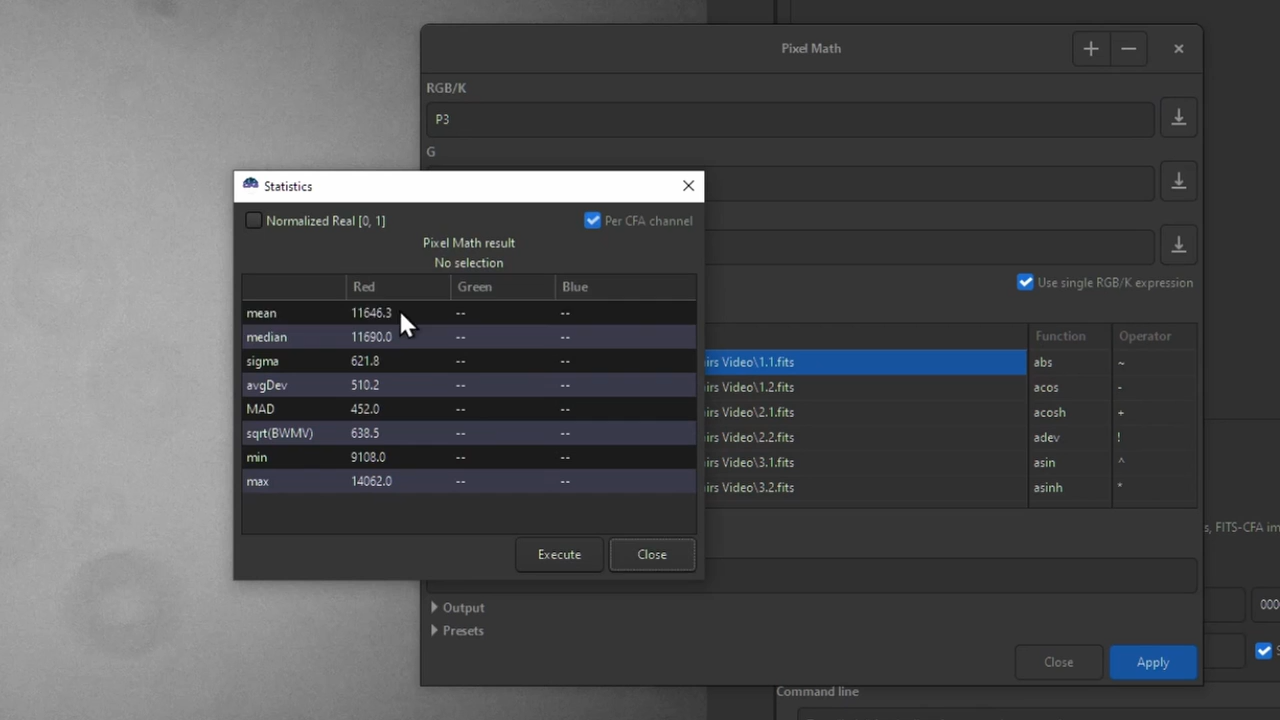 Pixel Math
RGB/K
P3
G
Statistics
Normalized Real [0, 1]
Per CFA channel
Pixel Math result
No selection
Red Green Blue
mean 11646.3 -- --
median 11690.0 -- --
sigma 621.8 -- --
avgDev 510.2 -- --
MAD 452.0 -- --
sqrt(BWMV) 638.5 -- --
min 9108.0 -- --
max 14062.0 -- --
Execute Close
Use single RGB/K expression
Function Operator
irs Video\1.1.fits abs ~
irs Video\1.2.fits acos -
irs Video\2.1.fits acosh +
irs Video\2.2.fits adev !
irs Video\3.1.fits asin ^
irs Video\3.2.fits asinh *
s, FITS-CFA im
Output
000
Presets
S
Close Apply
Command line